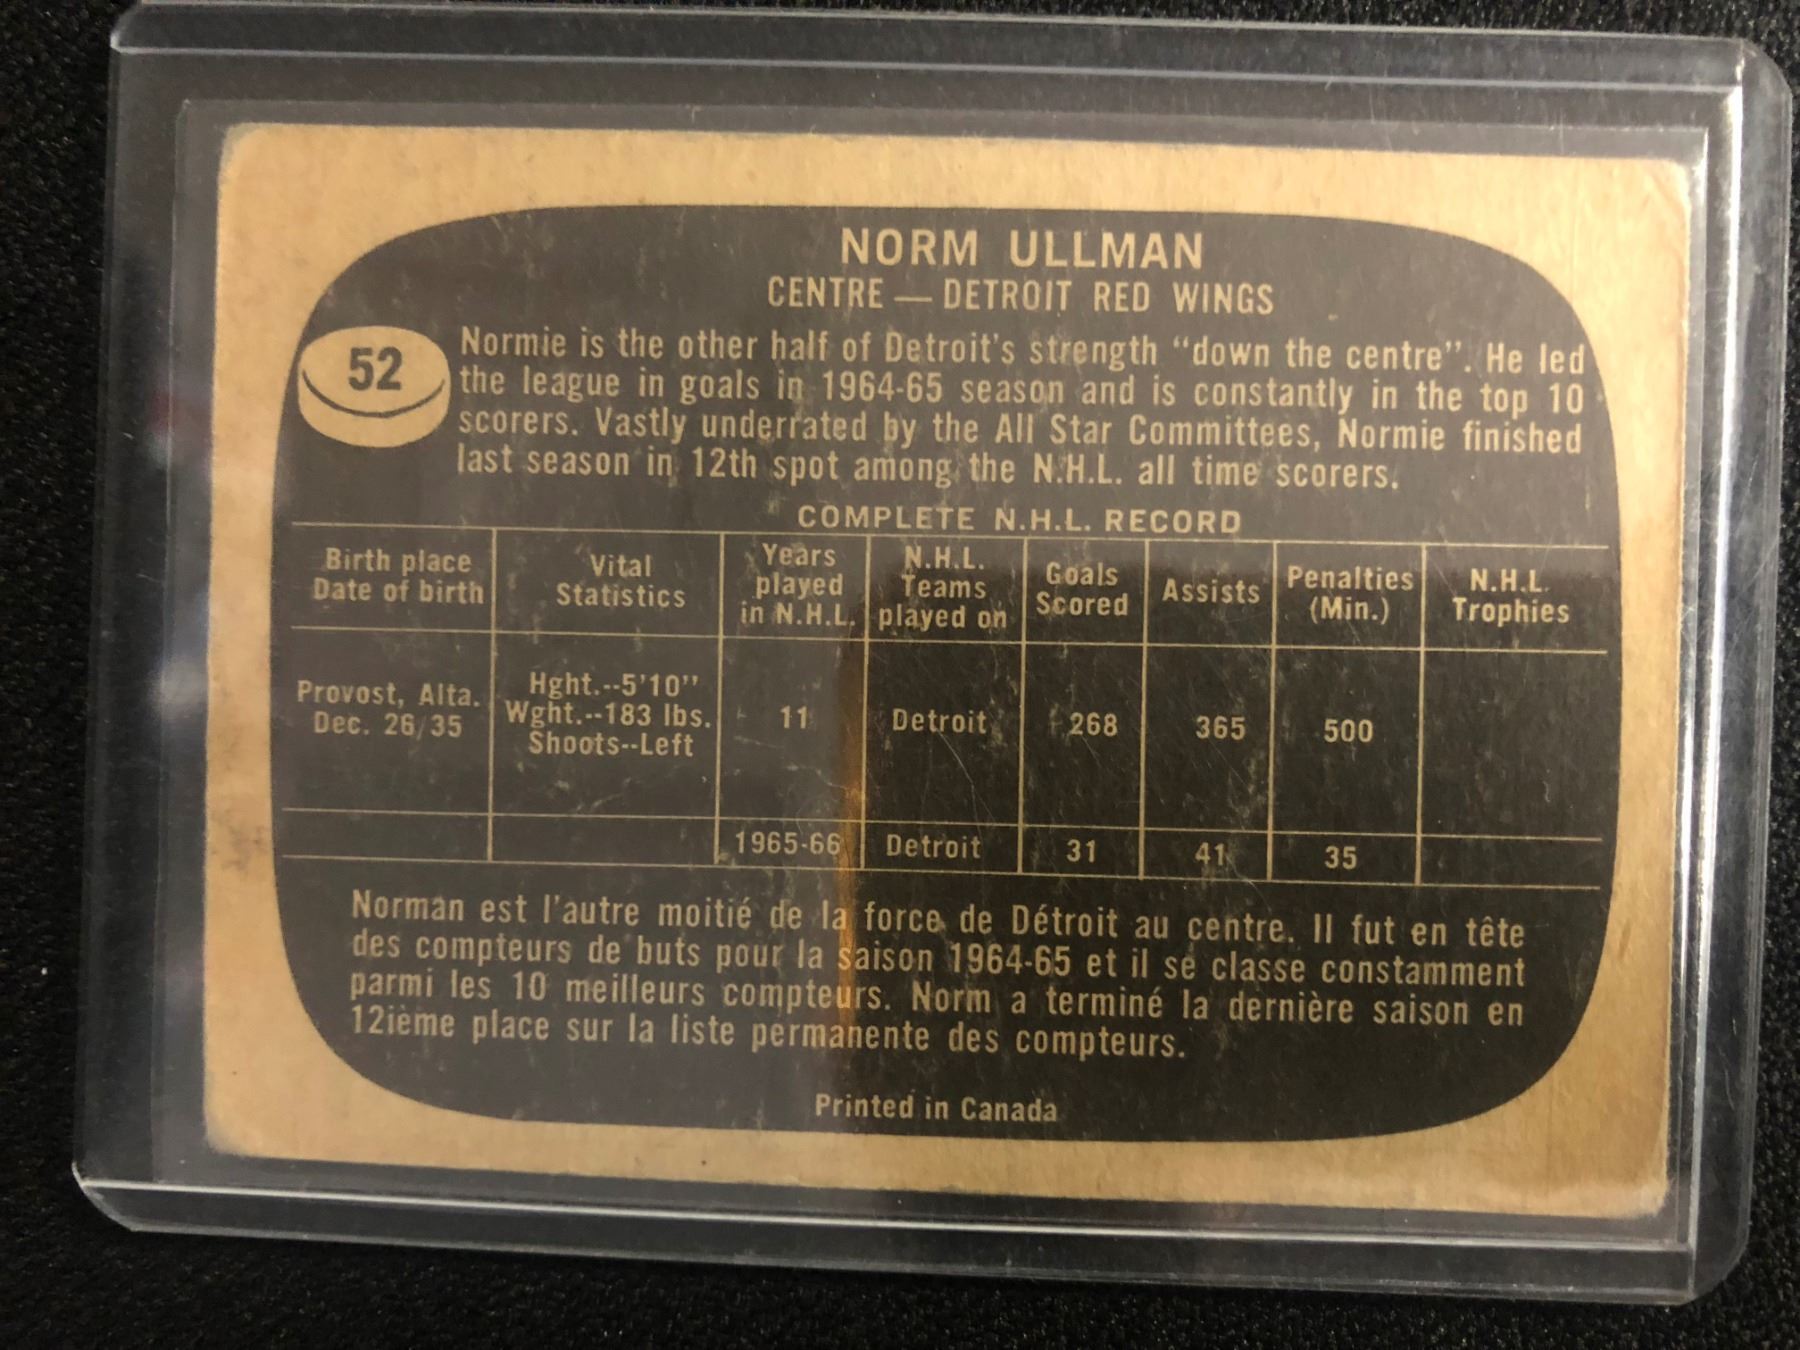 NORM ULLMAN
CENTRE — DETROIT RED WINGS
52
Normie is the other half of Detroit's strength "down the centre". He led
the league in goals in 1964-65 season and is constantly in the top 10
scorers. Vastly underrated by the All Star Committees, Normie finished
last season in 12th spot among the N.H.L. all time scorers.
COMPLETE N.H.L. RECORD
Birth place
Date of birth
Vital
Statistics
Years
played
in N.H.L.
N.H.L.
Teams
played on
Goals
Scored
Assists
Penalties
(Min.)
N.H.L.
Trophies
Provost, Alta.
Dec. 26/35
Hght.--5'10"
Wght.--183 lbs.
Shoots--Left
11
Detroit
268
365
500
1965-66
Detroit
31
41
35
Norman est l'autre moitié de la force de Détroit au centre. Il fut en tête
des compteurs de buts pour la saison 1964-65 et il se classe constamment
parmi les 10 meilleurs compteurs. Norm a terminé la dernière saison en
12ième place sur la liste permanente des compteurs.
Printed in Canada